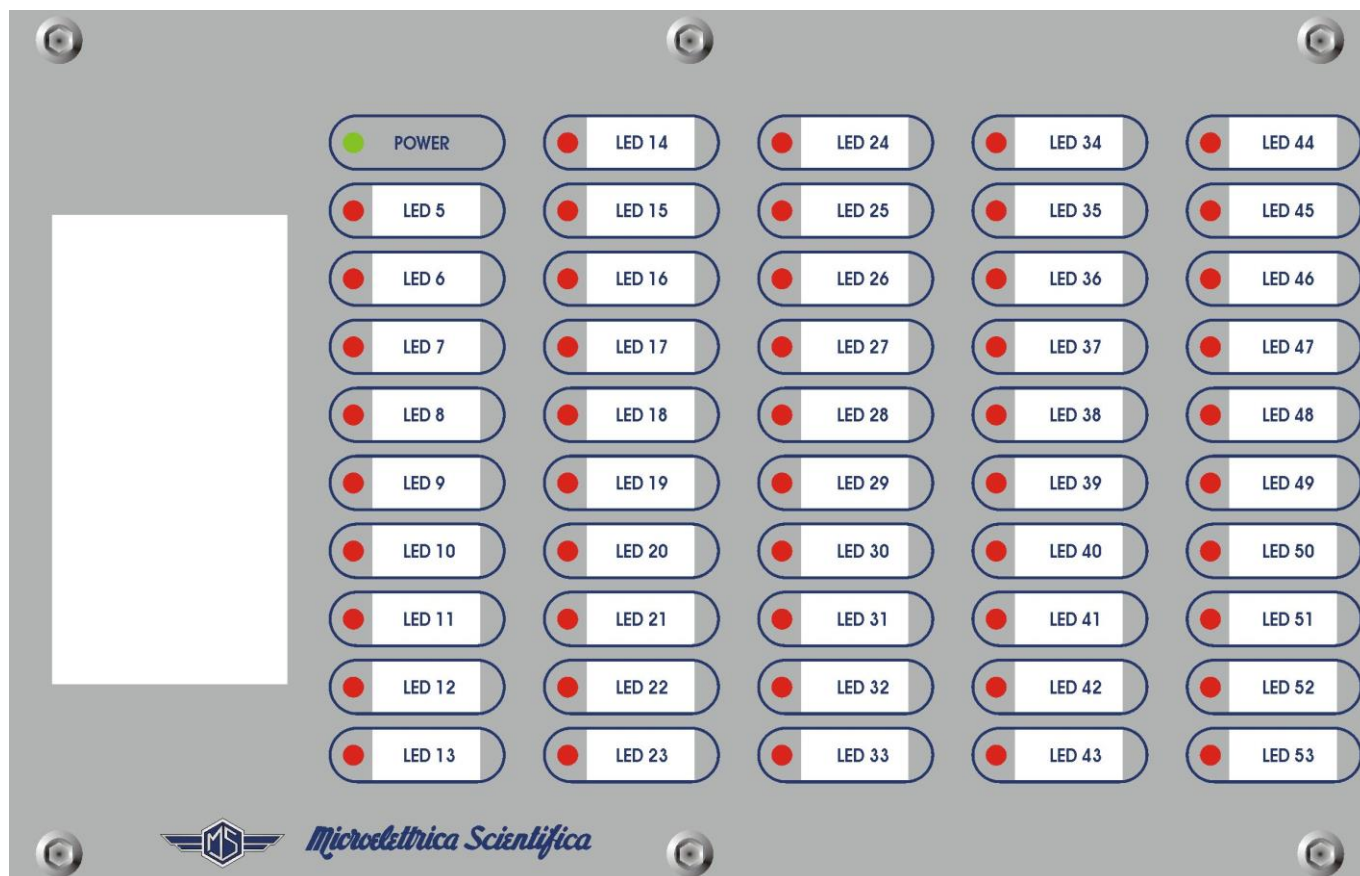 POWER LED 14 LED 24 LED 34 LED 44
LED 5 LED 15 LED 25 LED 35 LED 45
LED 6 LED 16 LED 26 LED 36 LED 46
LED 7 LED 17 LED 27 LED 37 LED 47
LED 8 LED 18 LED 28 LED 38 LED 48
LED 9 LED 19 LED 29 LED 39 LED 49
LED 10 LED 20 LED 30 LED 40 LED 50
LED 11 LED 21 LED 31 LED 41 LED 51
LED 12 LED 22 LED 32 LED 42 LED 52
LED 13 LED 23 LED 33 LED 43 LED 53
MS Microelettrica Scientifica